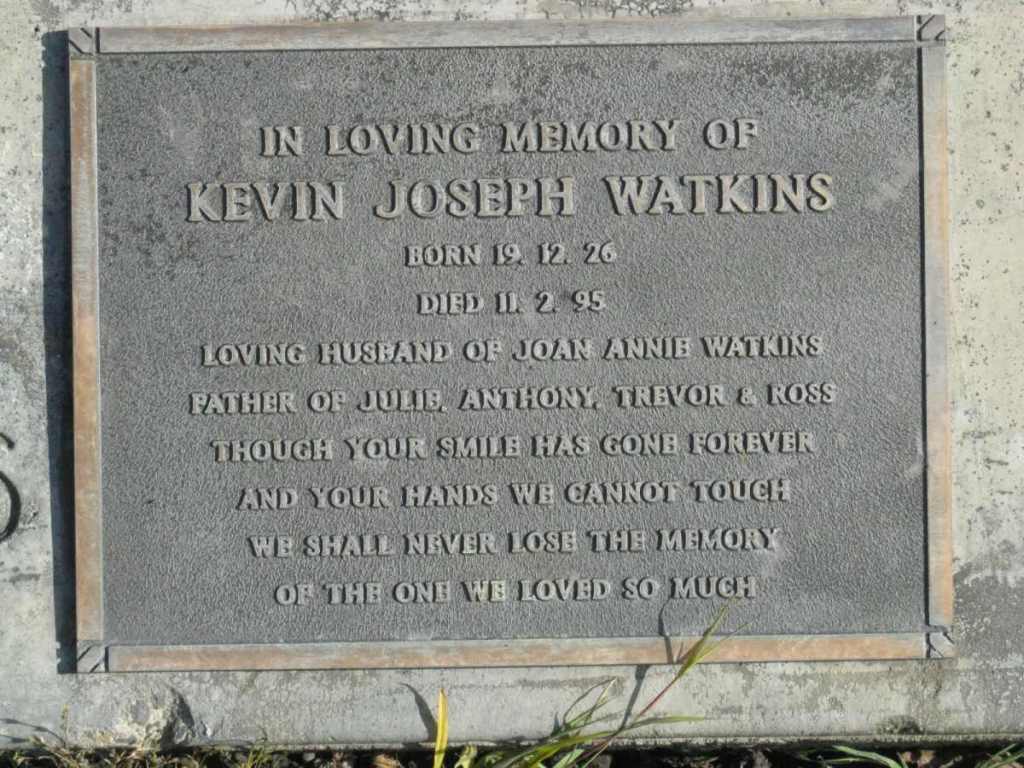 IN LOVING MEMORY OF
KEVIN JOSEPH WATKINS
BORN 19. 12. 26
DIED 11. 2. 95
LOVING HUSBAND OF JOAN ANNIE WATKINS
FATHER OF JULIE, ANTHONY, TREVOR & ROSS
THOUGH YOUR SMILE HAS GONE FOREVER
AND YOUR HANDS WE CANNOT TOUCH
WE SHALL NEVER LOSE THE MEMORY
OF THE ONE WE LOVED SO MUCH